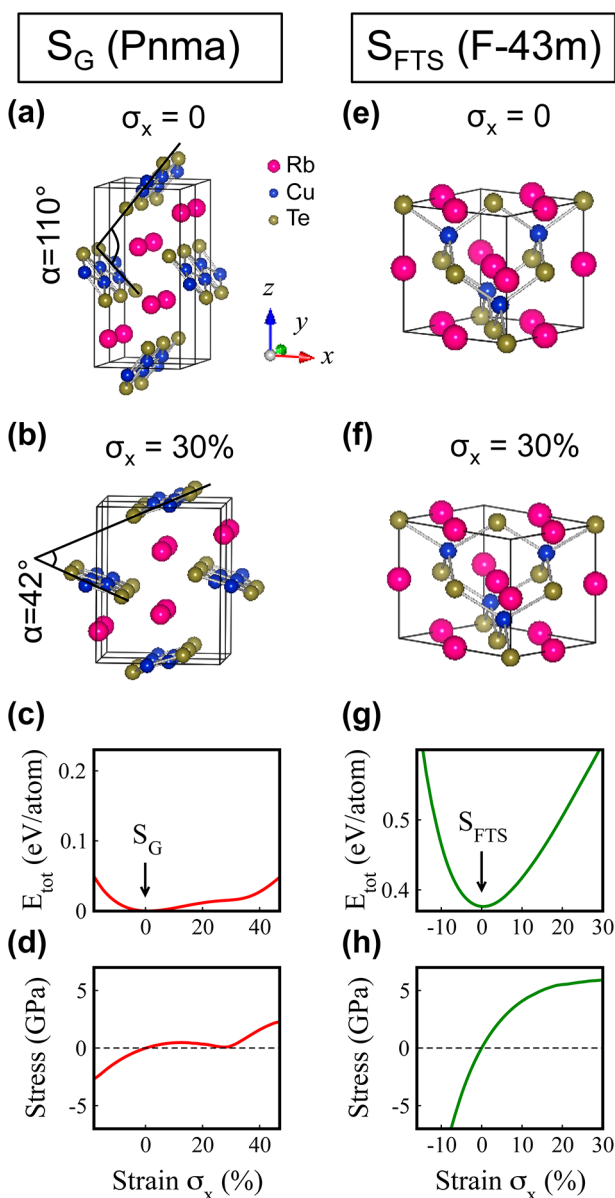 S_G (Pnma)
S_FTS (F-43m)
(a)
σ_x = 0
α=110°
Rb
Cu
Te
z
y
x
(e)
σ_x = 0
(b)
σ_x = 30%
α=42°
(f)
σ_x = 30%
(c)
E_tot (eV/atom)
0.2
0.1
0
S_G
0 20 40
(g)
E_tot (eV/atom)
0.5
0.4
S_FTS
-10 0 10 20 30
(d)
Stress (GPa)
5
0
-5
0 20 40
Strain σ_x (%)
(h)
Stress (GPa)
5
0
-5
-10 0 10 20 30
Strain σ_x (%)